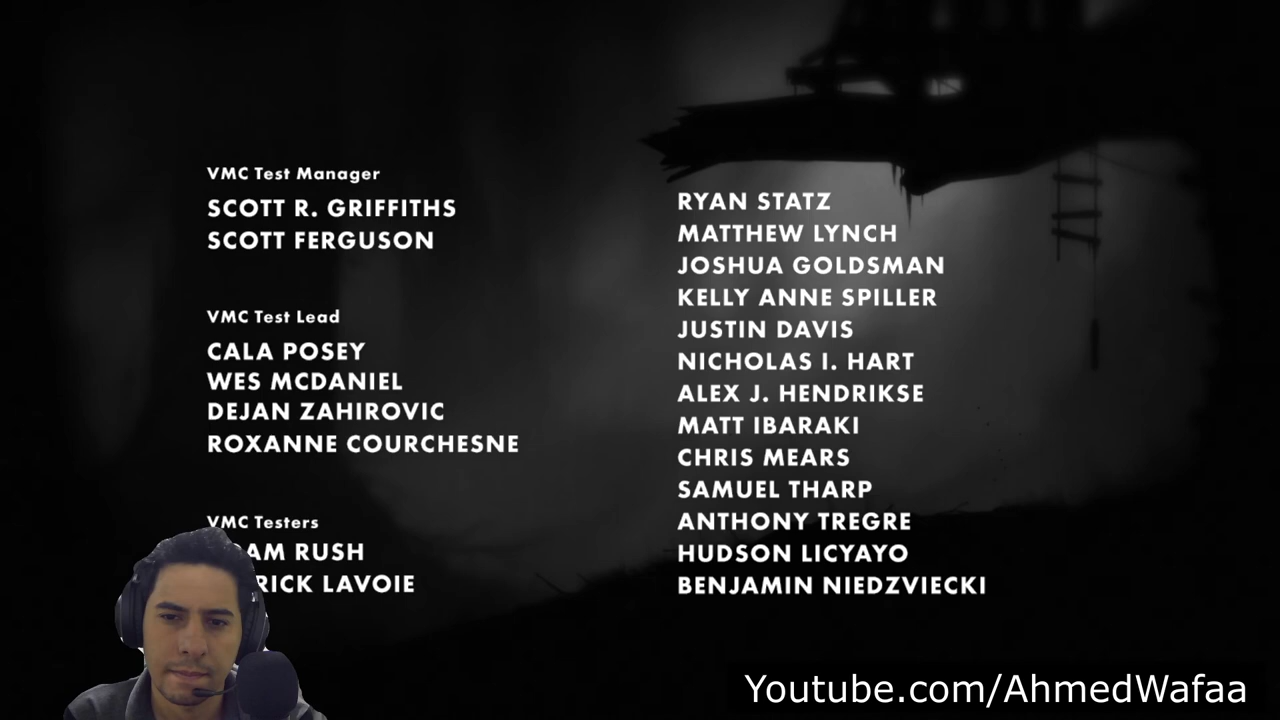 VMC Test Manager
SCOTT R. GRIFFITHS
SCOTT FERGUSON
VMC Test Lead
CALA POSEY
WES MCDANIEL
DEJAN ZAHIROVIC
ROXANNE COURCHESNE
VMC Testers
RUSH
LAVOIE
RYAN STATZ
MATTHEW LYNCH
JOSHUA GOLDSMAN
KELLY ANNE SPILLER
JUSTIN DAVIS
NICHOLAS I. HART
ALEX J. HENDRIKSE
MATT IBARAKI
CHRIS MEARS
SAMUEL THARP
ANTHONY TREGRE
HUDSON LICYAYO
BENJAMIN NIEDZVIECKI
Youtube.com/AhmedWafaa